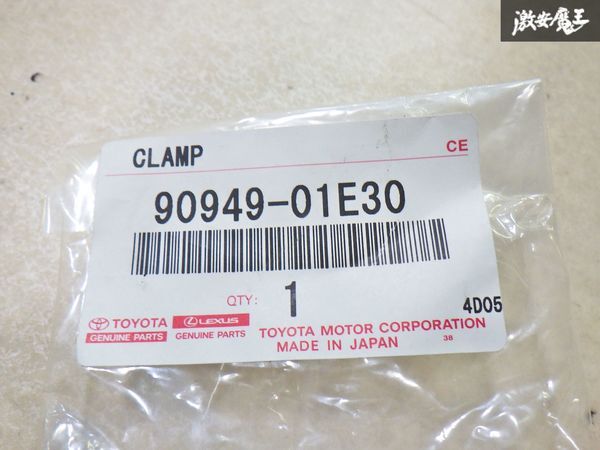 激安魔王
CLAMP
CE
90949-01E30
QTY: 1
4D05
TOYOTA LEXUS
GENUINE PARTS GENUINE PARTS
TOYOTA MOTOR CORPORATION
MADE IN JAPAN 38